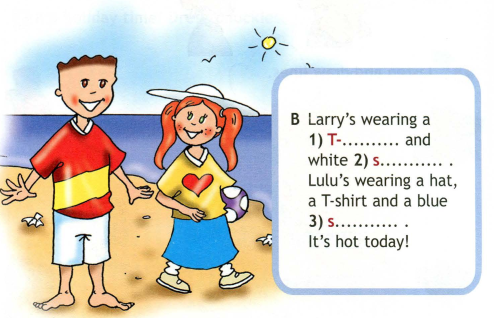 B Larry's wearing a
1) T-.......... and
white 2) s........... .
Lulu's wearing a hat,
a T-shirt and a blue
3) s........... .
It's hot today!